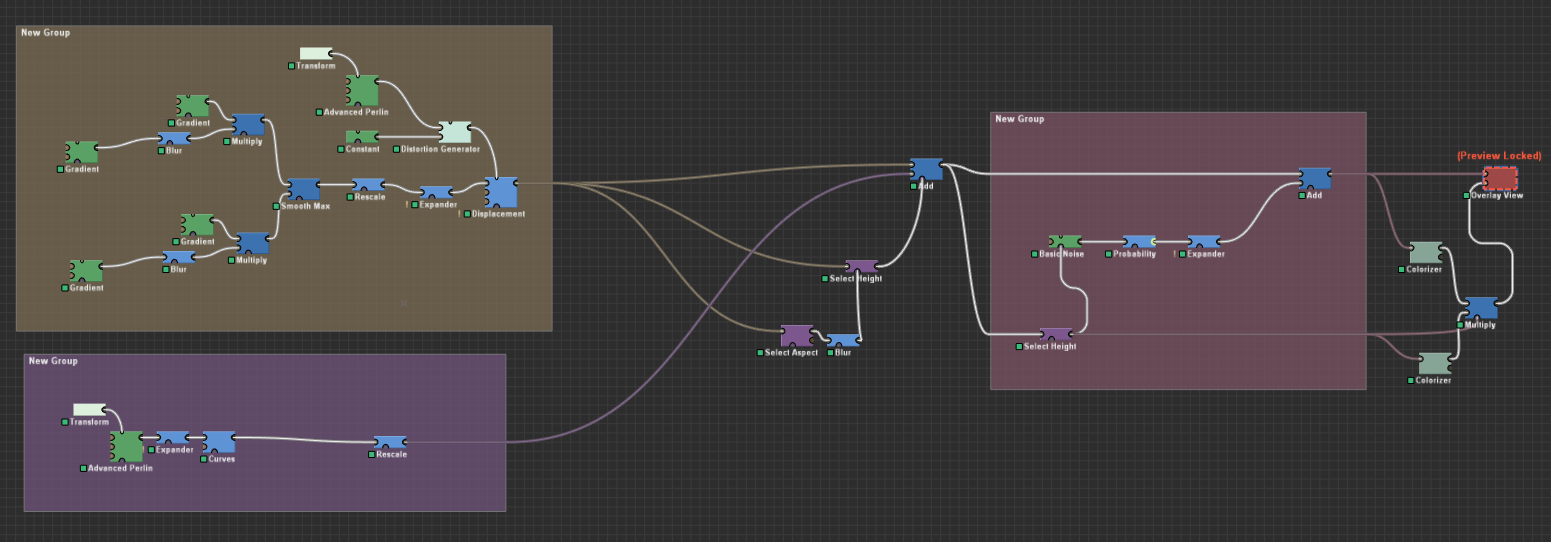 New Group
Transform
Advanced Perlin
Gradient
Multiply
Blur
Gradient
Constant
Distortion Generator
Smooth Max
Rescale
! Expander
! Displacement
Gradient
Multiply
Blur
Gradient
New Group
Transform
Advanced Perlin
! Expander
Curves
Rescale
Add
Select Height
Select Aspect
Blur
New Group
Add
Basic Noise
Probability
! Expander
Select Height
(Preview Locked)
Overlay View
Colorizer
Multiply
Colorizer